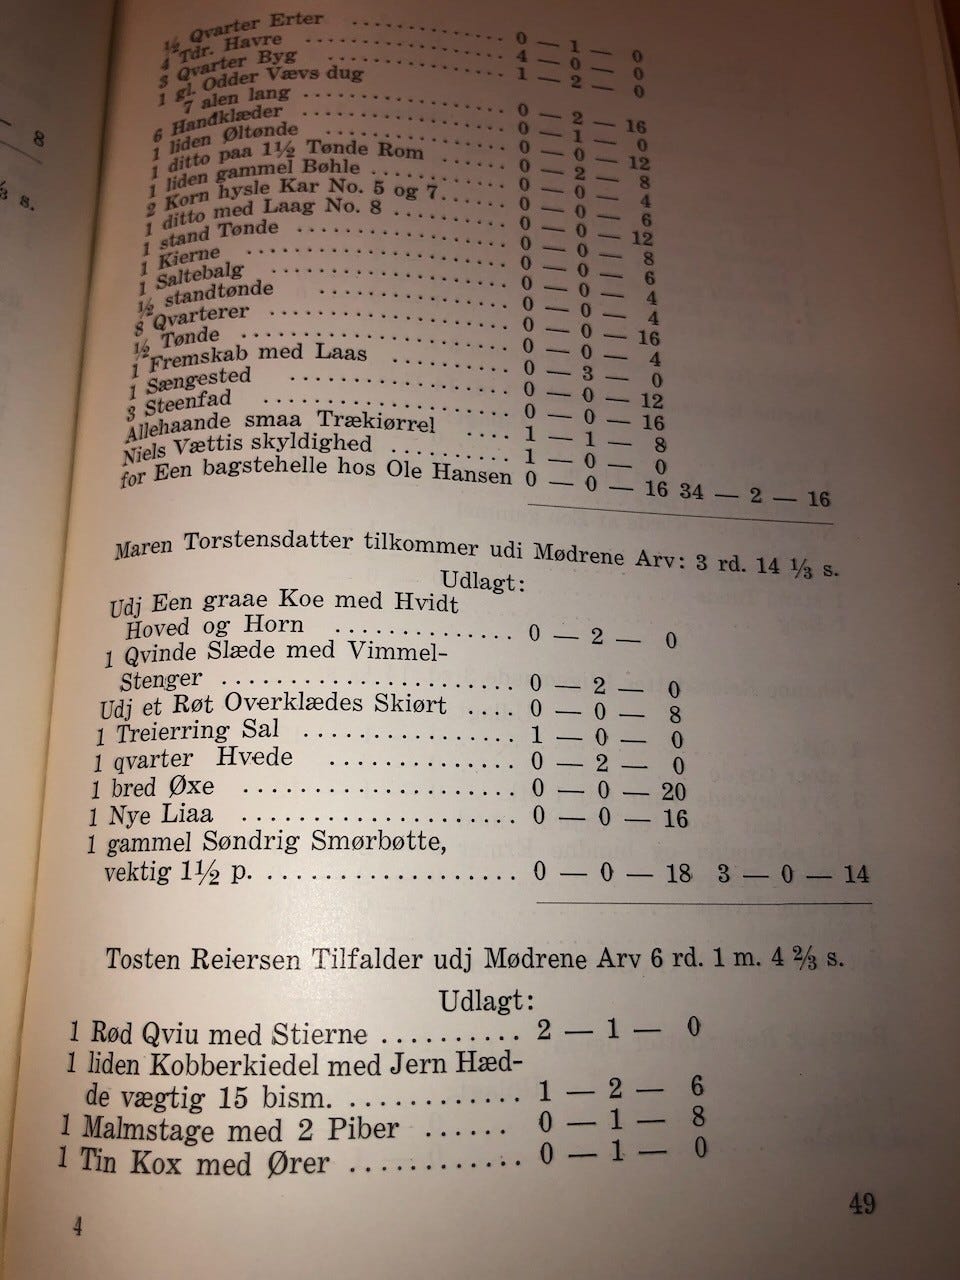 8
s.
½ Qvarter Erter .................. 0 — 1 — 0
4 Tdr. Havre .................. 4 — 0 — 0
3 Qvarter Byg .................. 1 — 2 — 0
1 gl. Odder Vævs dug
7 alen lang .................. 0 — 2 — 16
6 Handklæder .................. 0 — 1 — 0
1 liden Øltønde .................. 0 — 0 — 12
1 ditto paa 1½ Tønde Rom ...... 0 — 2 — 8
1 liden gammel Bøhle ............ 0 — 0 — 4
2 Korn hysle Kar No. 5 og 7....... 0 — 0 — 6
1 ditto med Laag No. 8 .......... 0 — 0 — 12
1 stand Tønde .................. 0 — 0 — 8
1 Kierne .................. 0 — 0 — 6
1 Saltebalg .................. 0 — 0 — 4
½ standtønde .................. 0 — 0 — 4
8 Qvarterer .................. 0 — 0 — 16
½ Tønde .................. 0 — 0 — 4
1 Fremskab med Laas .......... 0 — 3 — 0
1 Sængested .................. 0 — 0 — 12
3 Steenfad .................. 0 — 0 — 16
Allehaande smaa Trækiørrel .... 1 — 1 — 8
Niels Vættis skyldighed .......... 1 — 0 — 0
for Een bagstehelle hos Ole Hansen 0 — 0 — 16 34 — 2 — 16
Maren Torstensdatter tilkommer udi Mødrene Arv: 3 rd. 14 ⅓ s.
Udlagt:
Udj Een graae Koe med Hvidt
Hoved og Horn .............. 0 — 2 — 0
1 Qvinde Slæde med Vimmel-
Stenger ...................... 0 — 2 — 0
Udj et Røt Overklædes Skiørt .... 0 — 0 — 8
1 Treierring Sal ................ 1 — 0 — 0
1 qvarter Hvede .............. 0 — 2 — 0
1 bred Øxe .................... 0 — 0 — 20
1 Nye Liaa .................... 0 — 0 — 16
1 gammel Søndrig Smørbøtte,
vektig 1½ p. .................. 0 — 0 — 18 3 — 0 — 14
Tosten Reiersen Tilfalder udj Mødrene Arv 6 rd. 1 m. 4 ⅔ s.
Udlagt:
1 Rød Qviu med Stierne .......... 2 — 1 — 0
1 liden Kobberkiedel med Jern Hæd-
de vægtig 15 bism. ............ 1 — 2 — 6
1 Malmstage med 2 Piber ...... 0 — 1 — 8
1 Tin Kox med Ører ............ 0 — 1 — 0
4
49